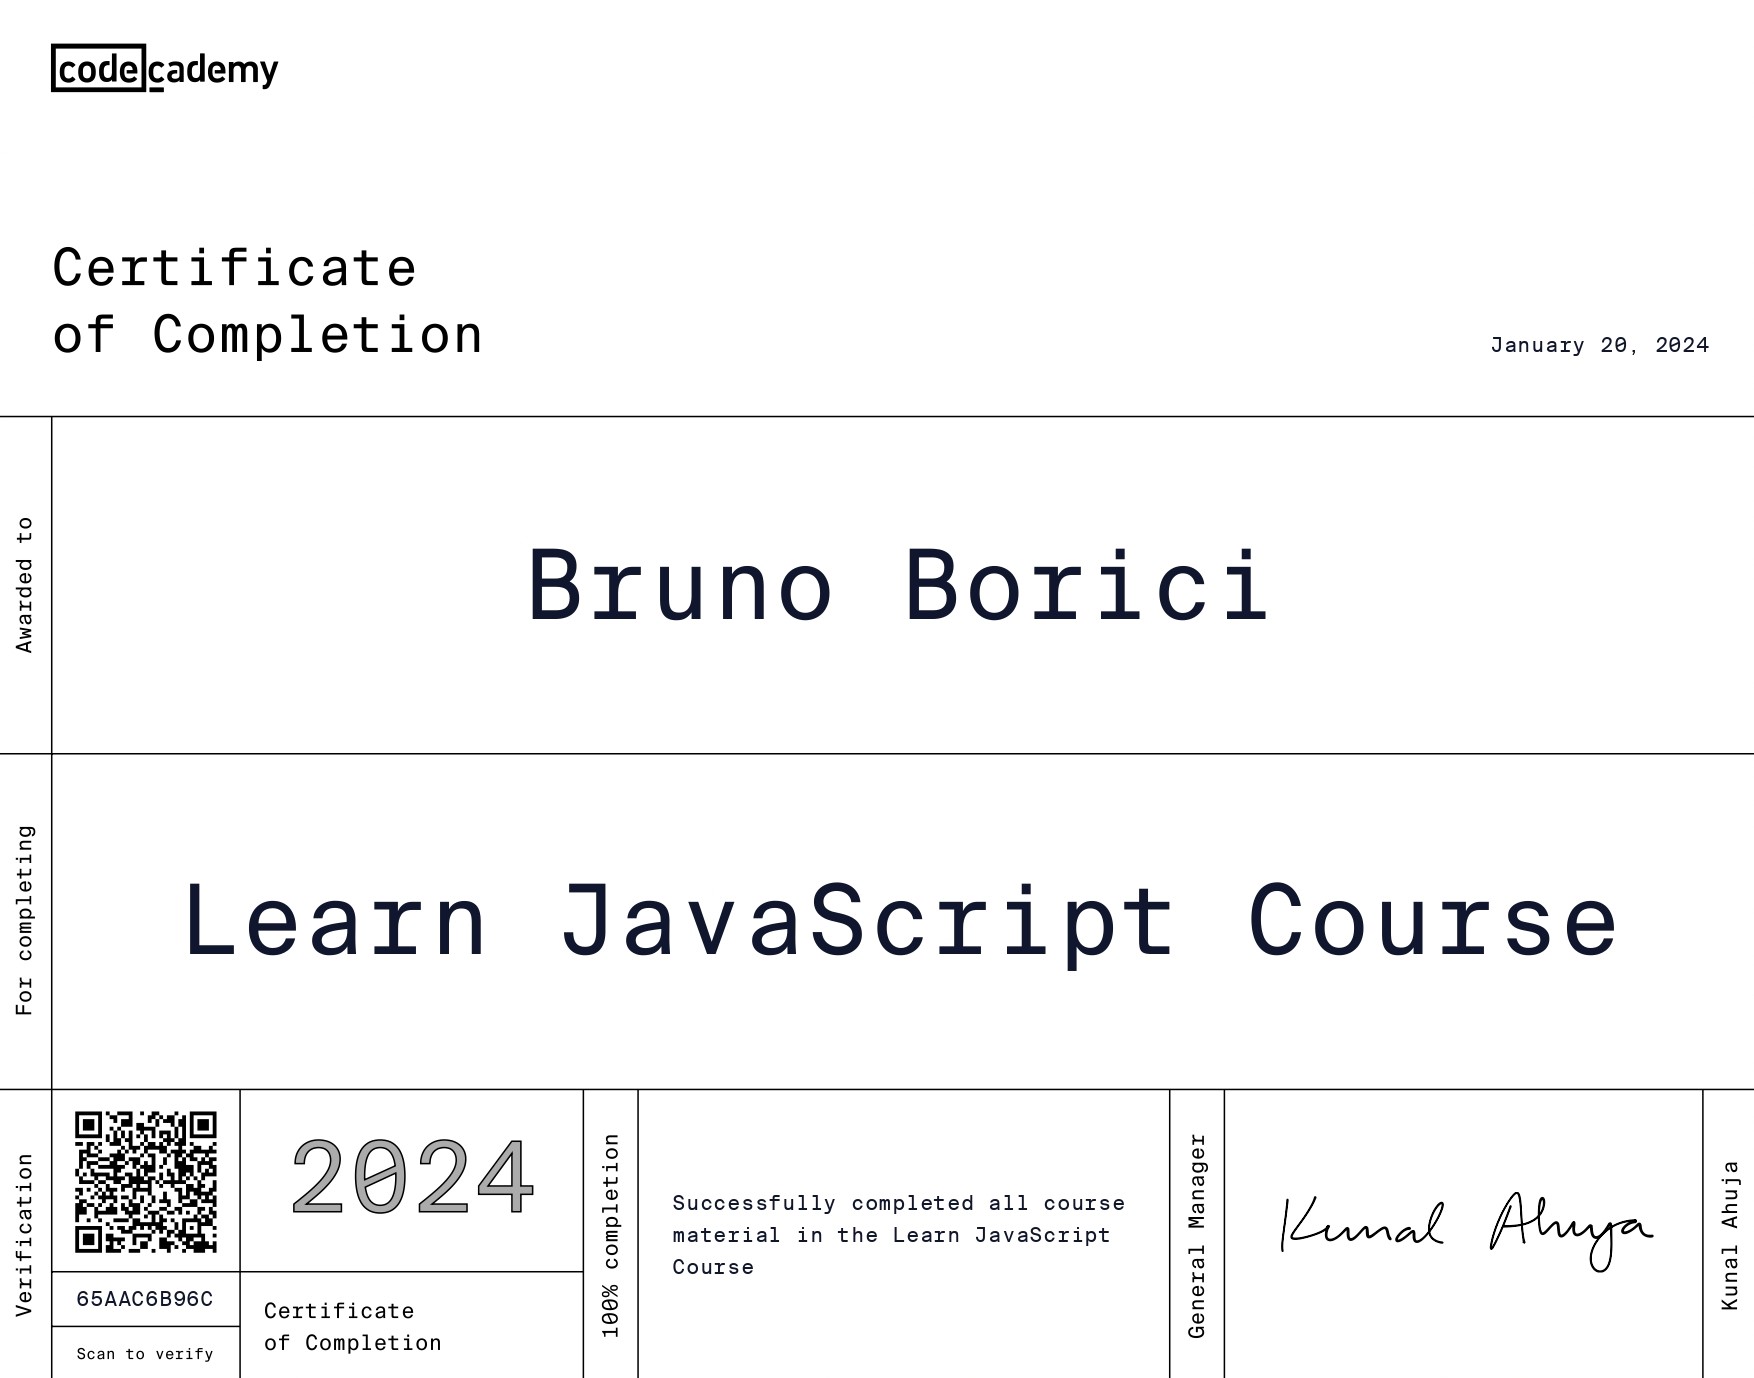 codecademy
Certificate
of Completion
January 20, 2024
Awarded to
Bruno Borici
For completing
Learn JavaScript Course
Verification
65AAC6B96C
Scan to verify
2024
Certificate
of Completion
100% completion
Successfully completed all course
material in the Learn JavaScript
Course
General Manager
Kunal Ahuja
Kunal Ahuja